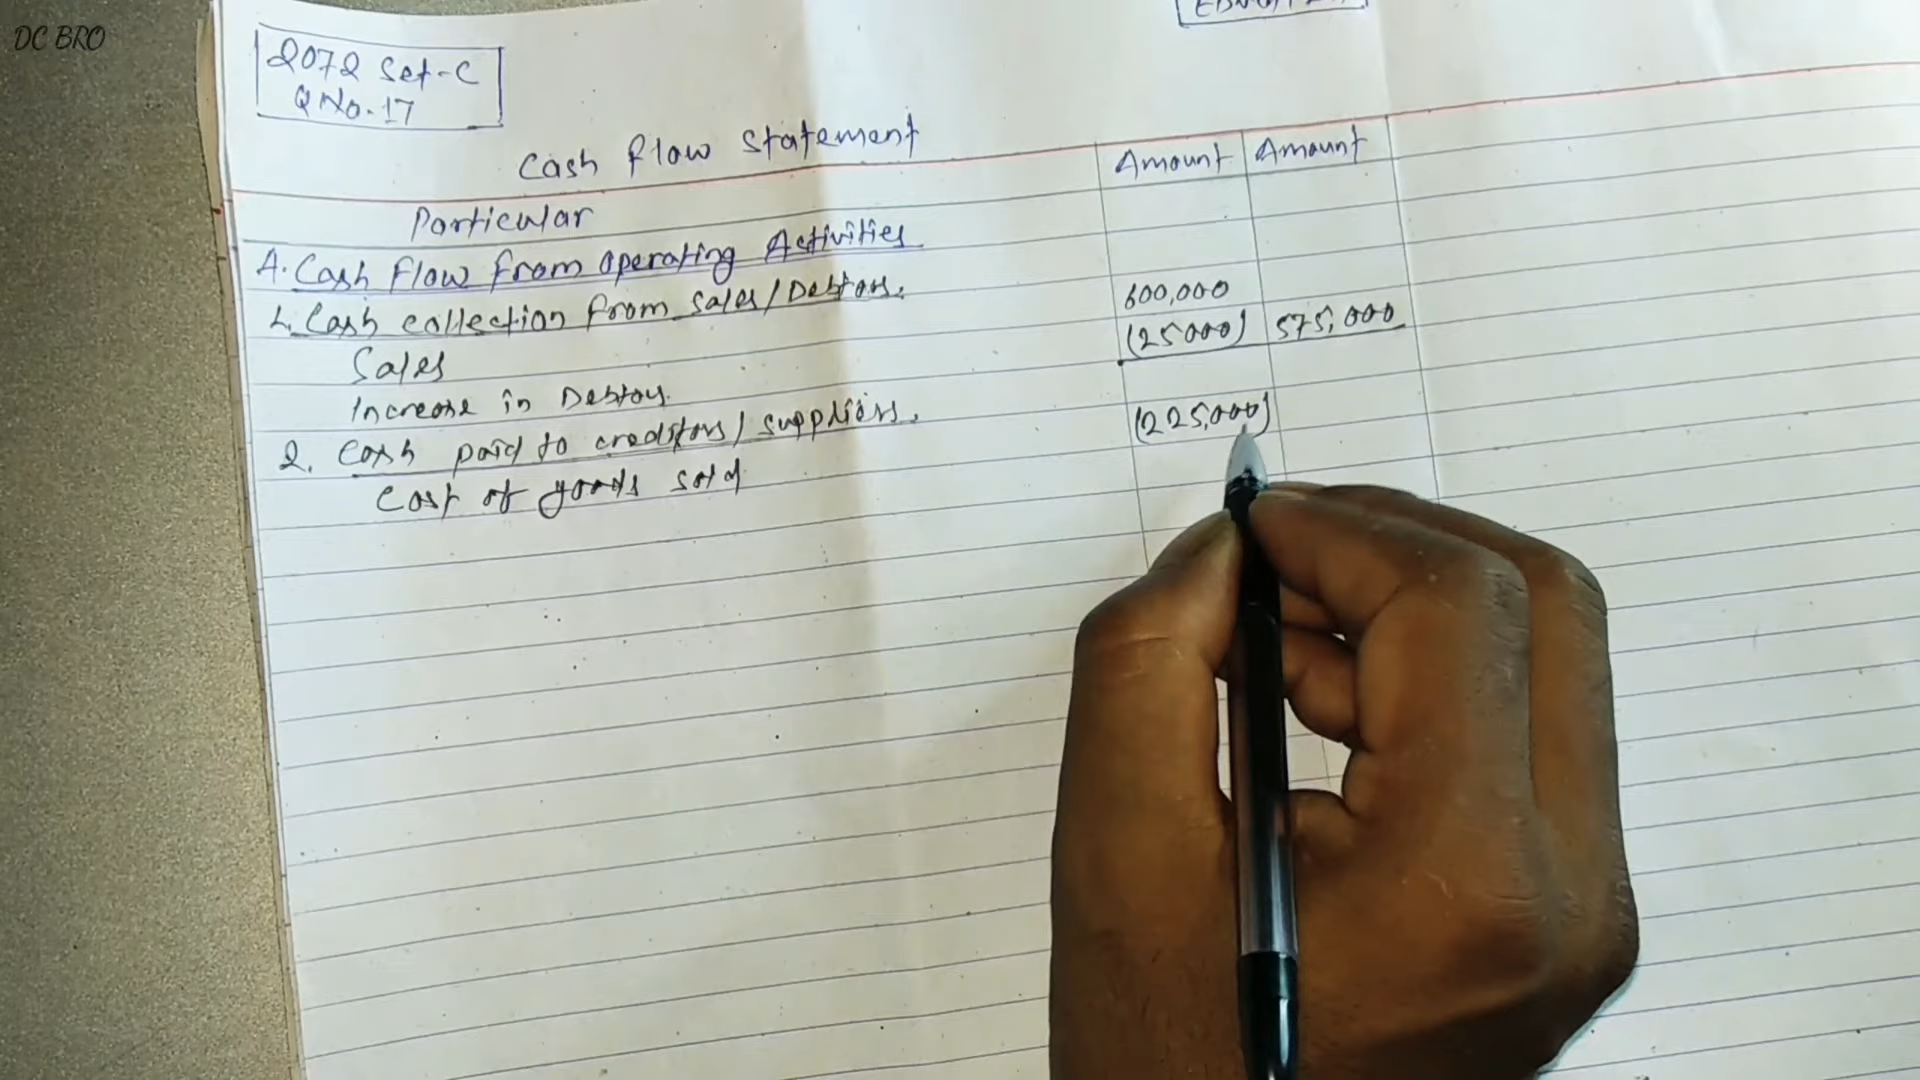 DC BRO
2072 Set-C
Q No.17
Cash flow statement
Particular
Amount Amount
A. Cash flow from operating Activities
1. Cash collection from sales/Debtors.
Sales 600,000
Increase in Debtors. (25000) 575,000
2. Cash paid to creditors/suppliers.
Cost of goods sold (225,000)